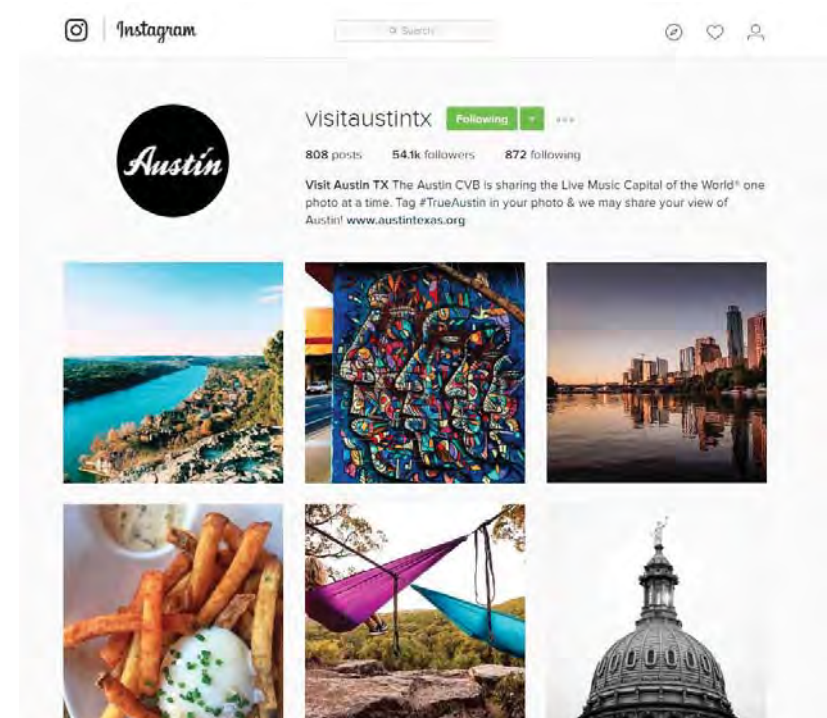 Instagram
Search
visitaustintx Following
808 posts 54.1k followers 872 following
Austin
Visit Austin TX The Austin CVB is sharing the Live Music Capital of the World® one
photo at a time. Tag #TrueAustin in your photo & we may share your view of
Austin! www.austintexas.org